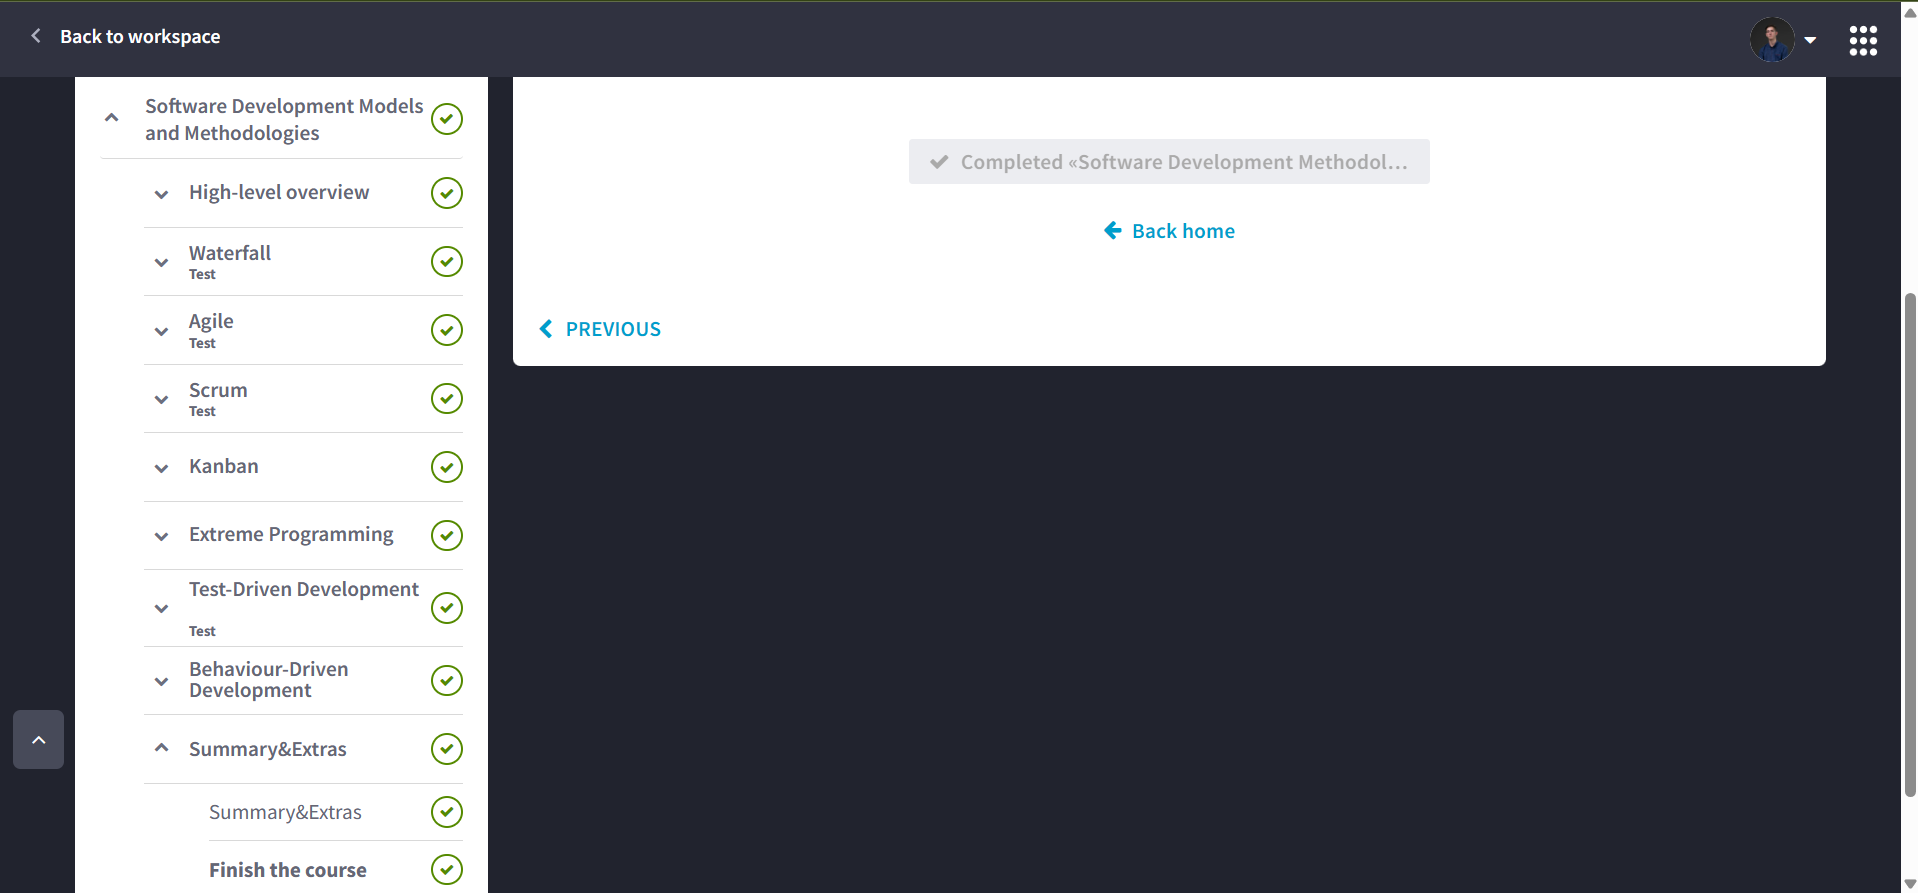 Back to workspace
Software Development Models
and Methodologies
High-level overview
Waterfall
Test
Agile
Test
Scrum
Test
Kanban
Extreme Programming
Test-Driven Development
Test
Behaviour-Driven
Development
Summary&Extras
Summary&Extras
Finish the course
Completed «Software Development Methodol...
Back home
PREVIOUS